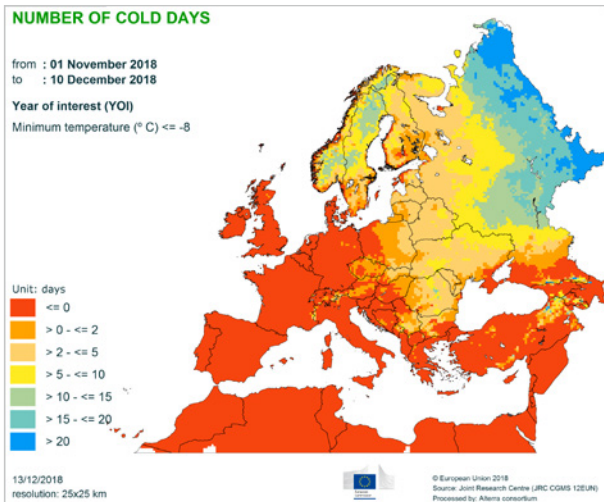 NUMBER OF COLD DAYS
from : 01 November 2018
to : 10 December 2018
Year of interest (YOI)
Minimum temperature (º C) <= -8
Unit: days
<= 0
> 0 - <= 2
> 2 - <= 5
> 5 - <= 10
> 10 - <= 15
> 15 - <= 20
> 20
13/12/2018
resolution: 25x25 km
© European Union 2018
Source: Joint Research Centre (JRC CGMS 12EUN)
Processed by: Alterra consortium